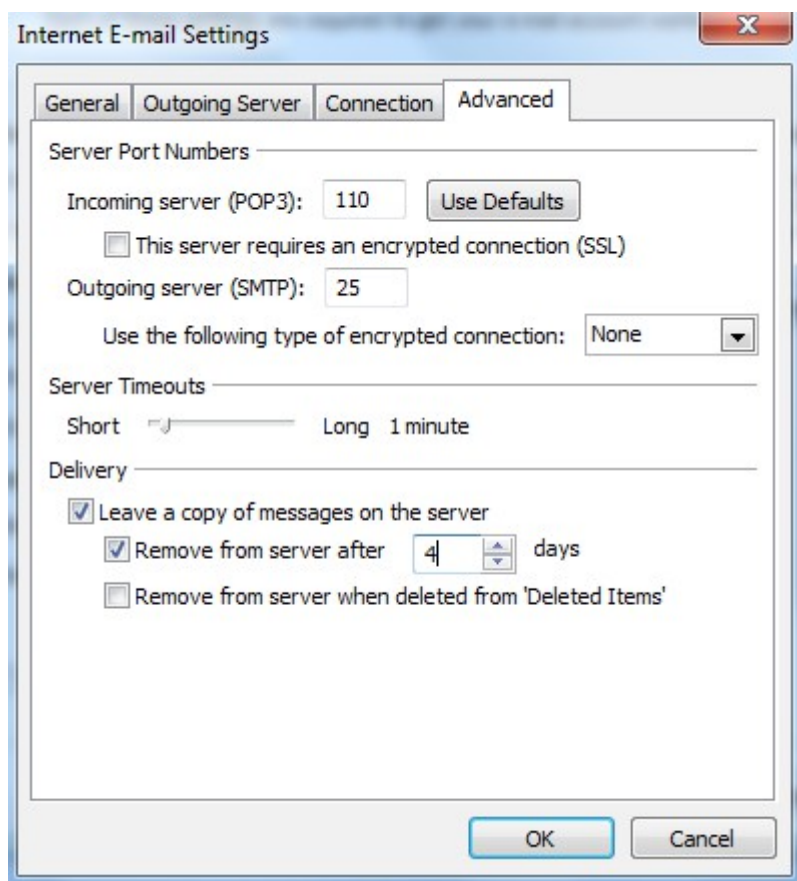 Internet E-mail Settings
General Outgoing Server Connection Advanced
Server Port Numbers
Incoming server (POP3): 110 Use Defaults
This server requires an encrypted connection (SSL)
Outgoing server (SMTP): 25
Use the following type of encrypted connection: None
Server Timeouts
Short Long 1 minute
Delivery
Leave a copy of messages on the server
Remove from server after 4 days
Remove from server when deleted from 'Deleted Items'
OK Cancel